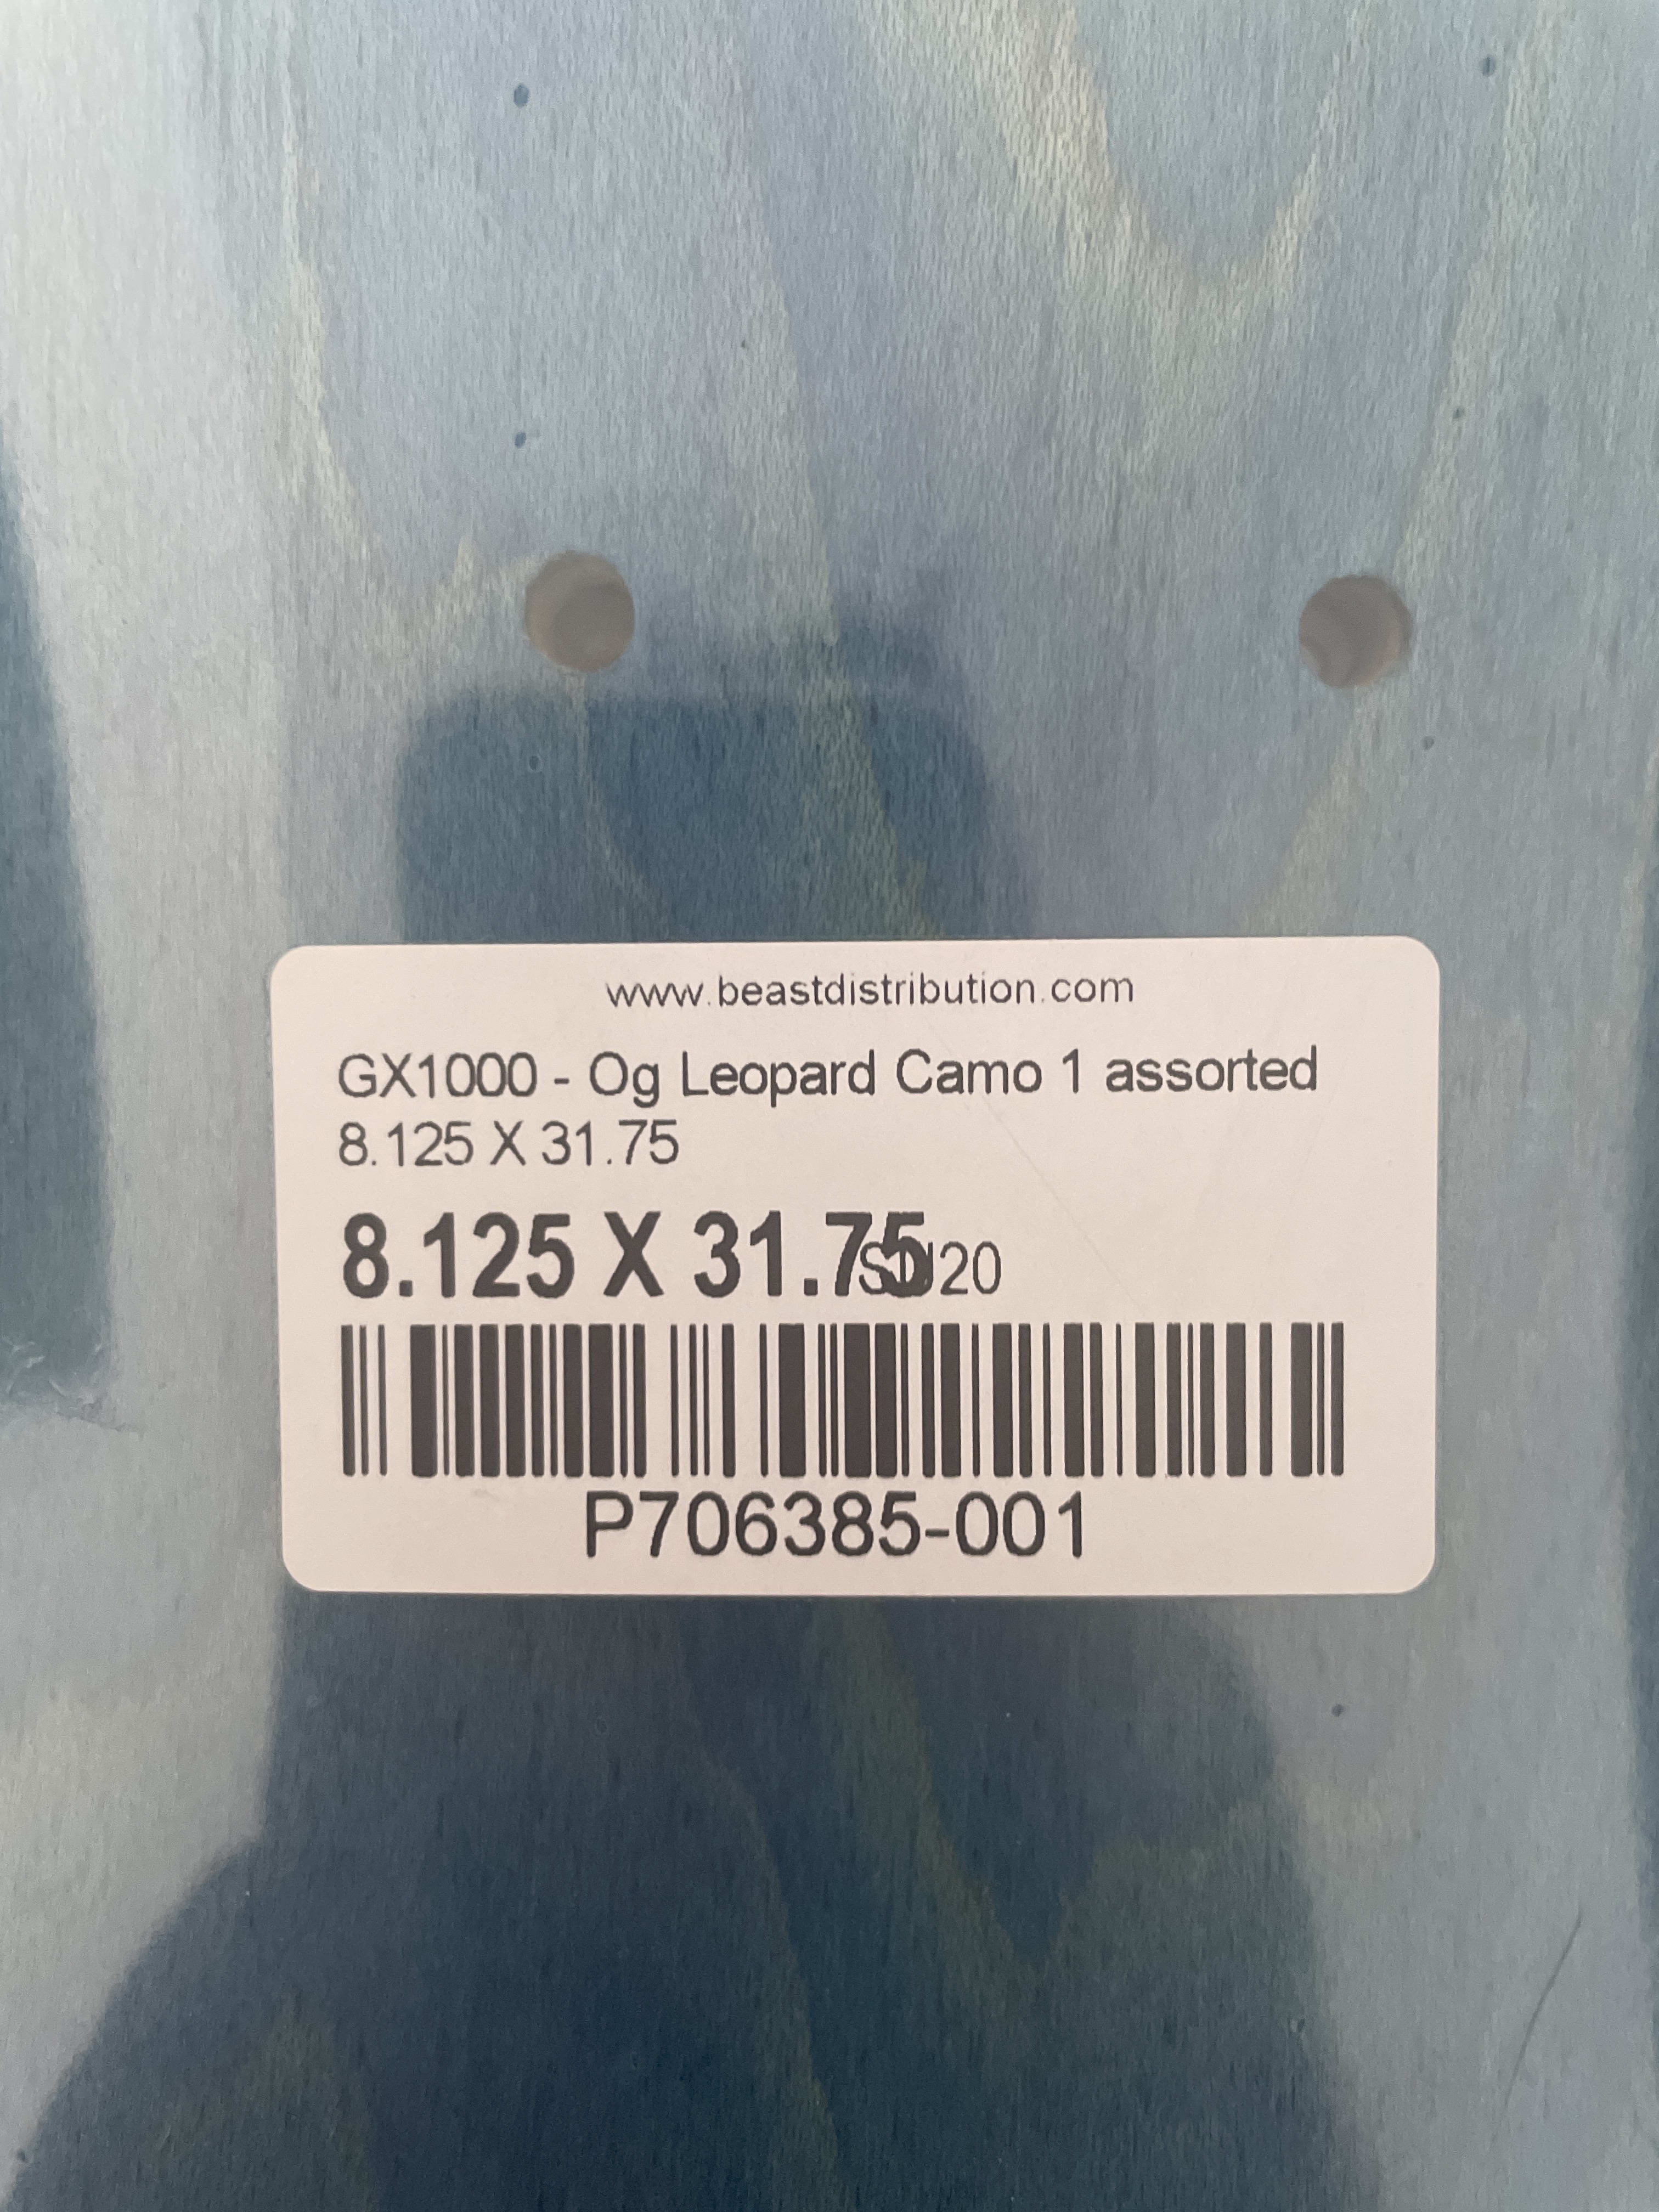 www.beastdistribution.com
GX1000 - Og Leopard Camo 1 assorted
8.125 X 31.75
8.125 X 31.75
P706385-001